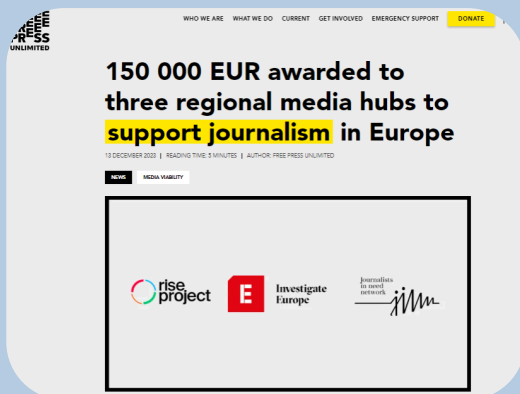 FREEE
PRESS
UNLIMITED
WHO WE ARE WHAT WE DO CURRENT GET INVOLVED EMERGENCY SUPPORT DONATE
150 000 EUR awarded to
three regional media hubs to
support journalism in Europe
13 DECEMBER 2023 | READING TIME: 5 MINUTES | AUTHOR: FREE PRESS UNLIMITED
NEWS MEDIA VIABILITY
rise
project
E
Investigate
Europe
Journalists
in need
network
jinn